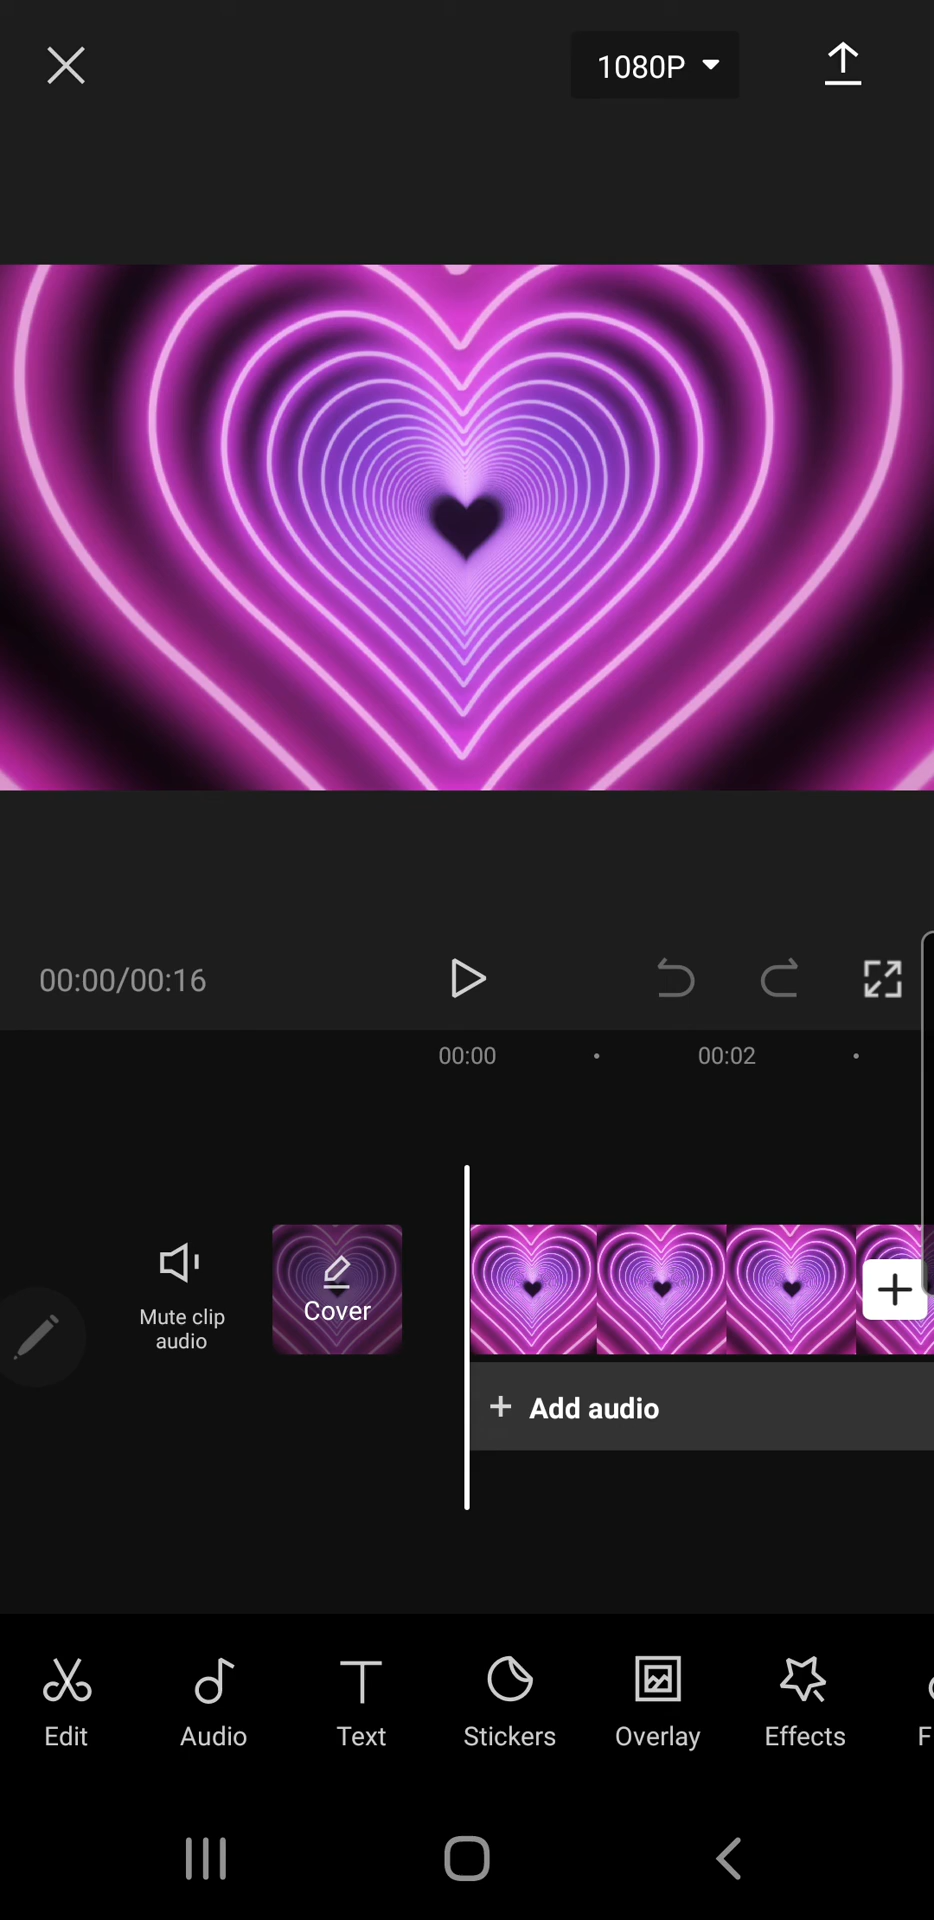 1080P
00:00/00:16
00:00
00:02
Mute clip
audio
Cover
Add audio
Edit
Audio
Text
Stickers
Overlay
Effects
F